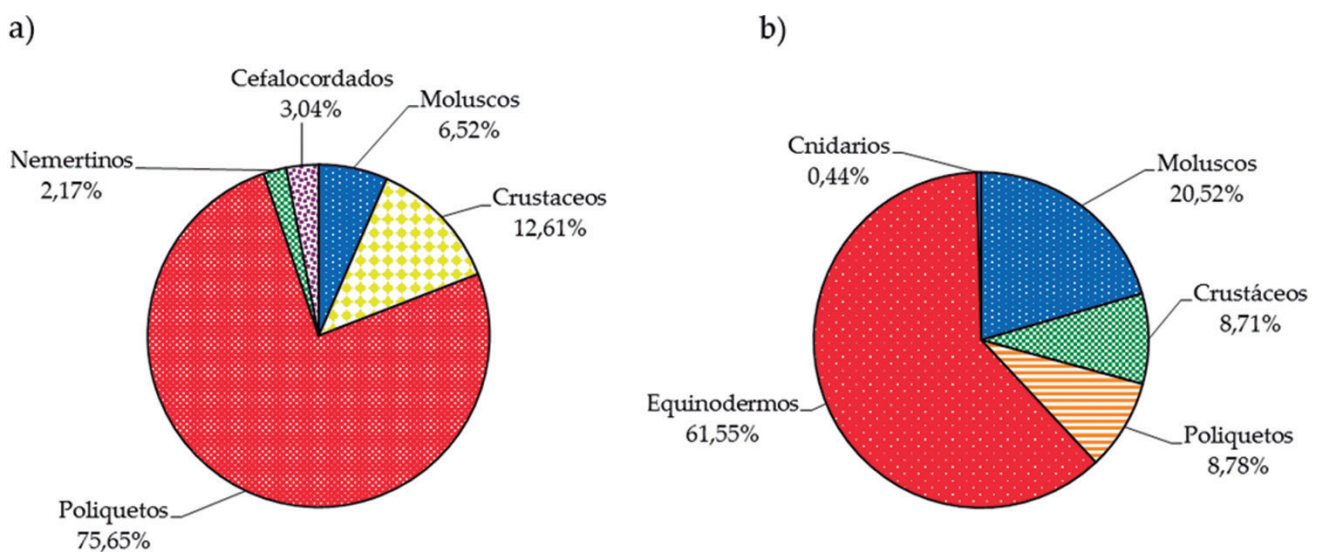 a)
Cefalocordados
3,04%
Moluscos
6,52%
Nemertinos
2,17%
Crustaceos
12,61%
Poliquetos
75,65%
b)
Cnidarios
0,44%
Moluscos
20,52%
Crustáceos
8,71%
Equinodermos
61,55%
Poliquetos
8,78%